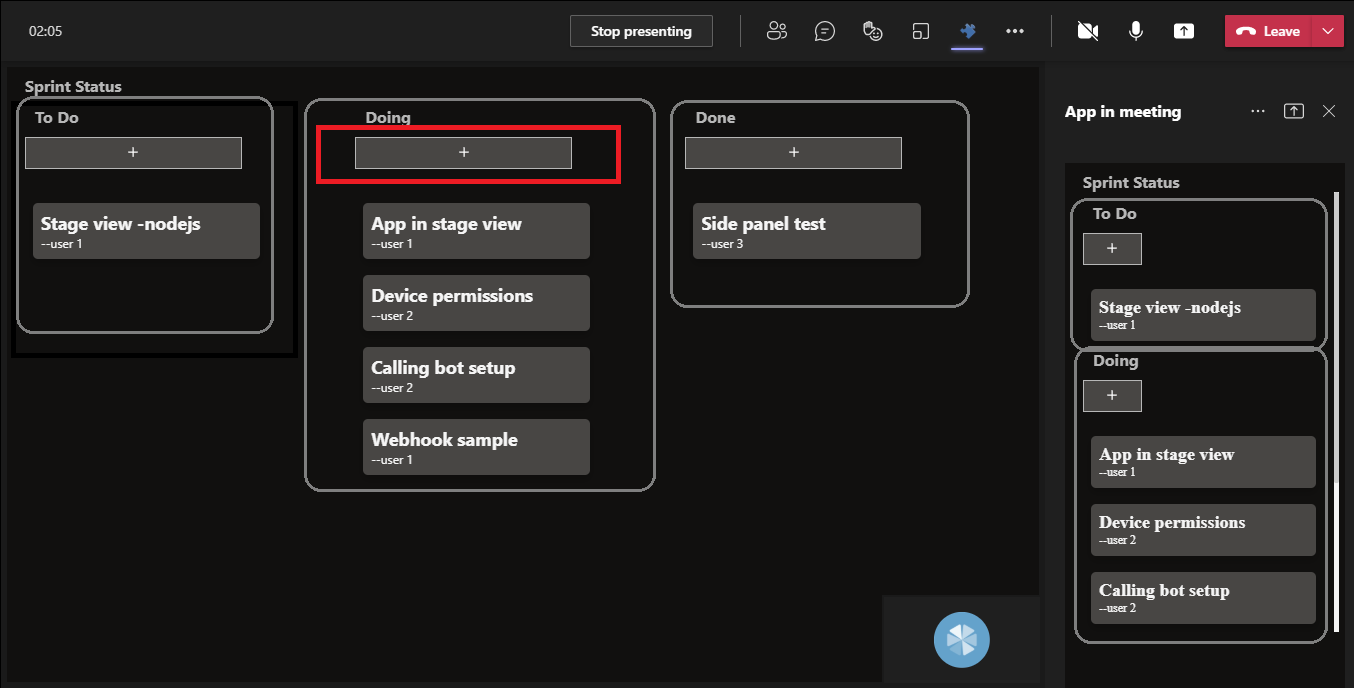 02:05
Stop presenting
Leave
Sprint Status
To Do
+
Stage view -nodejs
--user 1
Doing
+
App in stage view
--user 1
Device permissions
--user 2
Calling bot setup
--user 2
Webhook sample
--user 1
Done
+
Side panel test
--user 3
App in meeting
Sprint Status
To Do
+
Stage view -nodejs
--user 1
Doing
+
App in stage view
--user 1
Device permissions
--user 2
Calling bot setup
--user 2